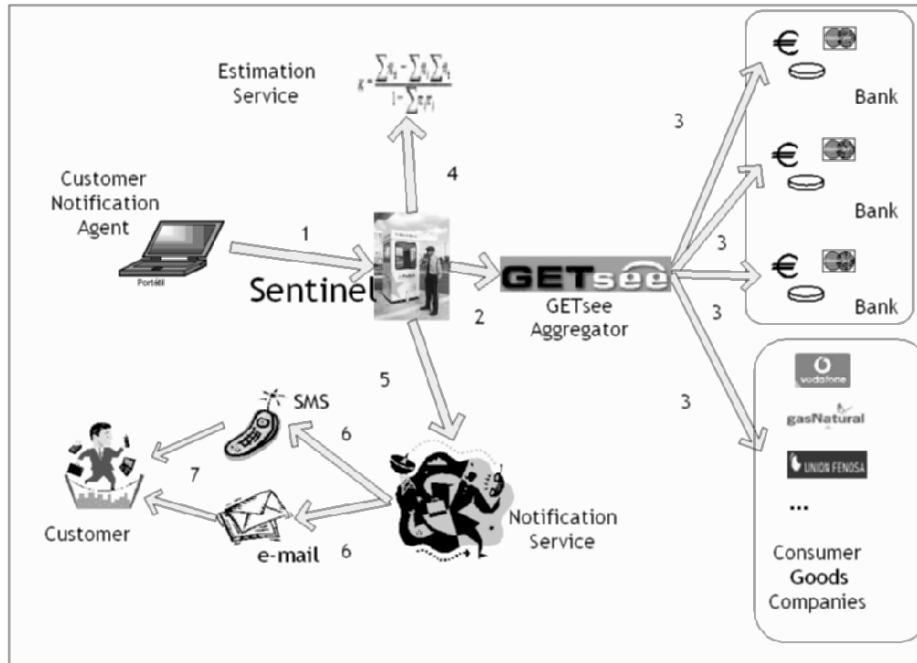 Estimation
Service
Customer
Notification
Agent
Portátil
1
4
Sentinel
2
GETsee
GETsee
Aggregator
3
3
3
3
Bank
Bank
Bank
vodafone
gasNatural
UNION FENOSA
...
Consumer
Goods
Companies
5
SMS
6
7
Customer
e-mail
6
Notification
Service